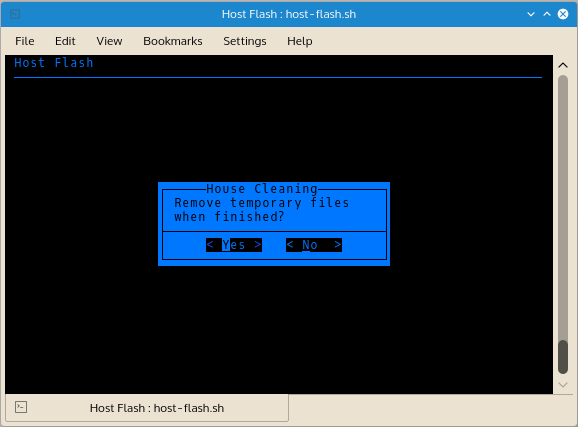 Host Flash : host-flash.sh
File Edit View Bookmarks Settings Help
Host Flash
House Cleaning
Remove temporary files
when finished?
< Yes > < No >
Host Flash : host-flash.sh